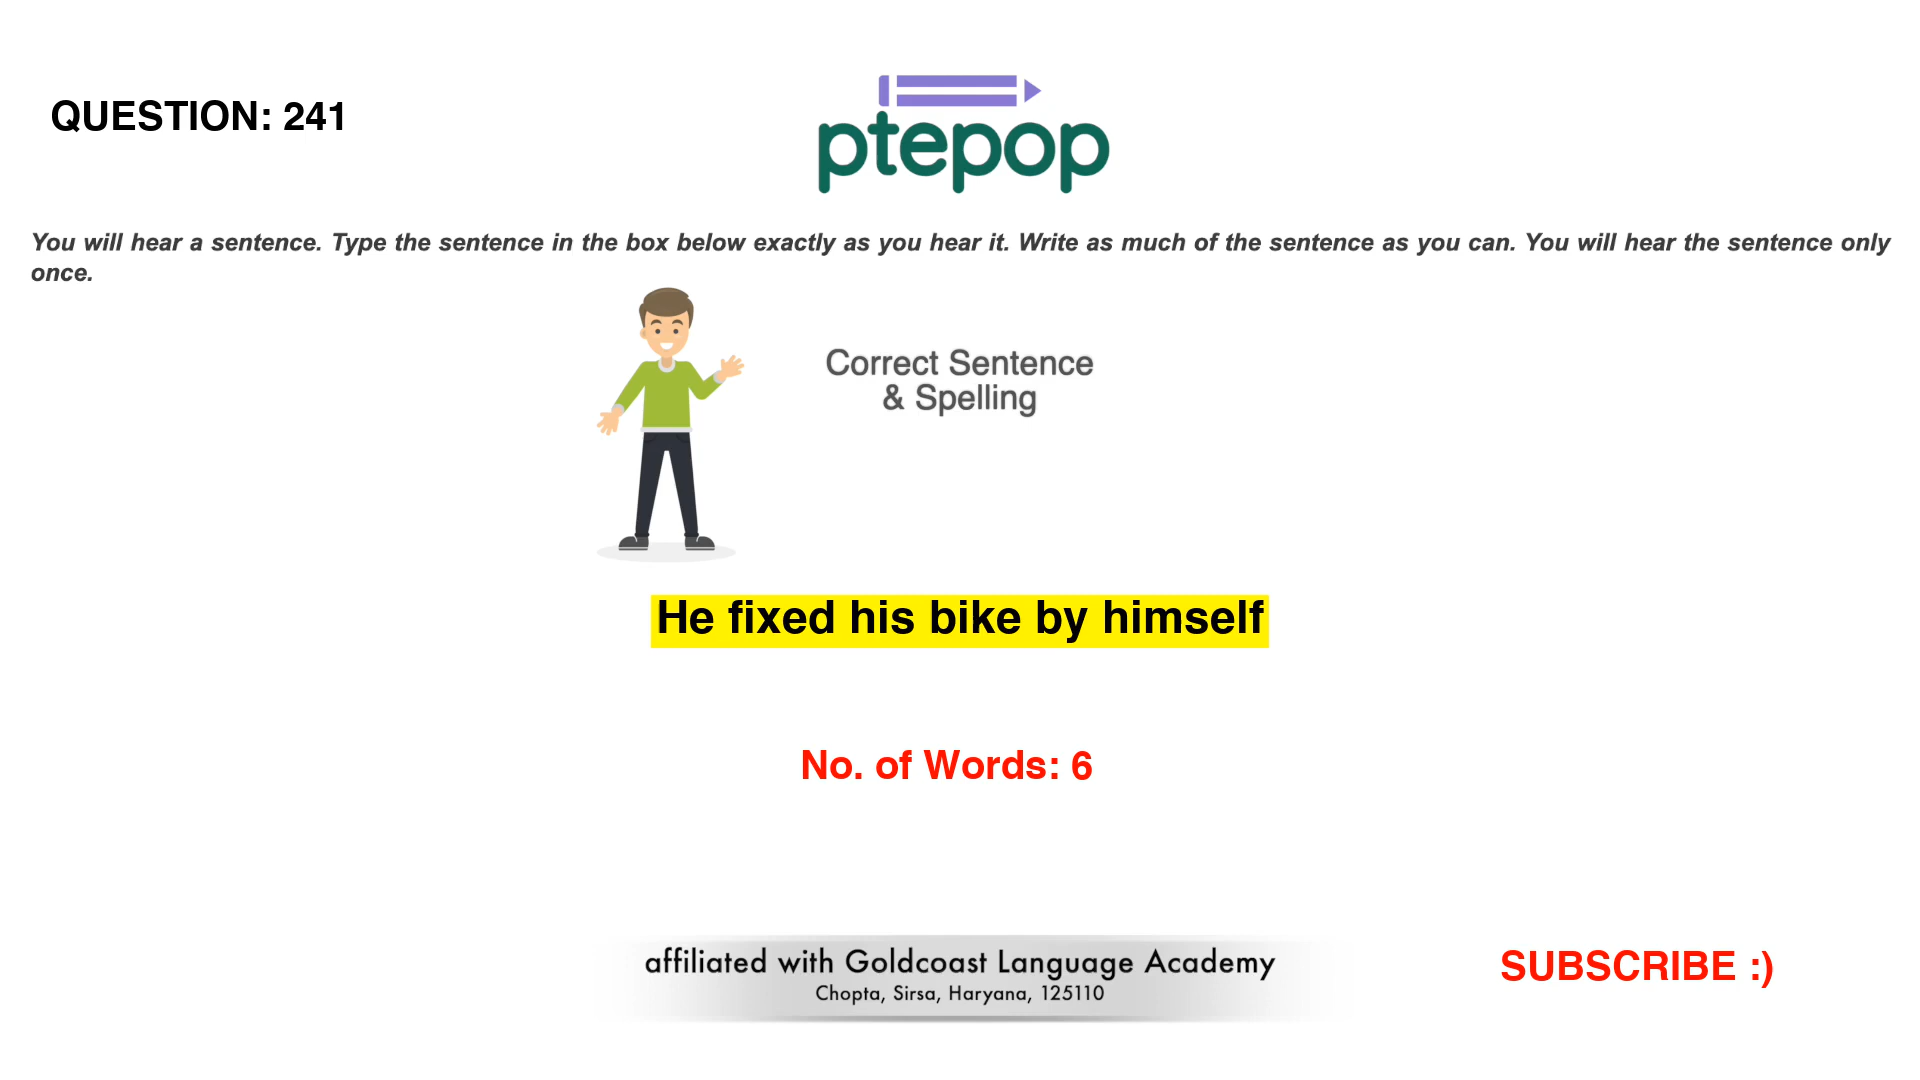 QUESTION: 241
ptepop
You will hear a sentence. Type the sentence in the box below exactly as you hear it. Write as much of the sentence as you can. You will hear the sentence only
once.
Correct Sentence
& Spelling
He fixed his bike by himself
No. of Words: 6
affiliated with Goldcoast Language Academy
Chopta, Sirsa, Haryana, 125110
SUBSCRIBE :)